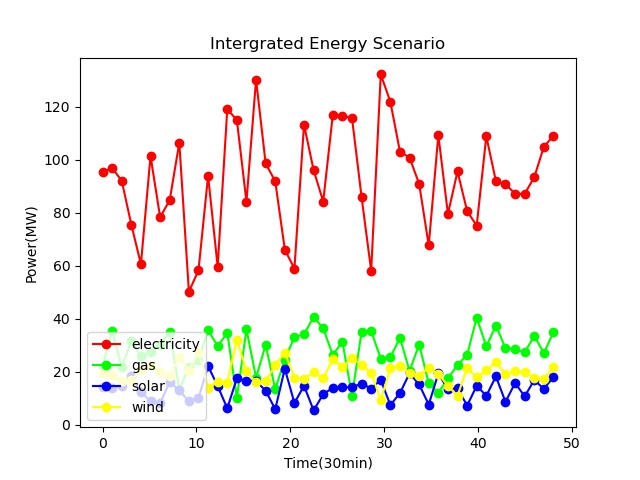 Intergrated Energy Scenario
Power(MW)
120
100
80
60
40
20
0
electricity
gas
solar
wind
0 10 20 30 40 50
Time(30min)